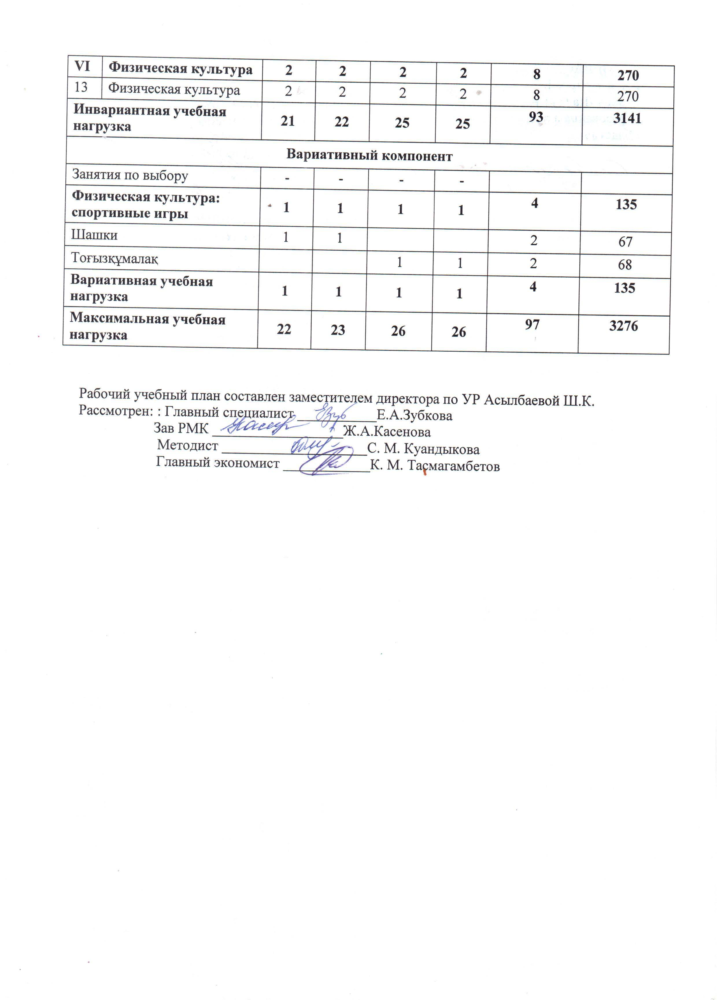 VI Физическая культура 2 2 2 2 8 270
13 Физическая культура 2 2 2 2 8 270
Инвариантная учебная
нагрузка 21 22 25 25 93 3141
Вариативный компонент
Занятия по выбору - - - -
Физическая культура:
спортивные игры 1 1 1 1 4 135
Шашки 1 1 2 67
Тоғызқұмалақ 1 1 2 68
Вариативная учебная
нагрузка 1 1 1 1 4 135
Максимальная учебная
нагрузка 22 23 26 26 97 3276
Рабочий учебный план составлен заместителем директора по УР Асылбаевой Ш.К.
Рассмотрен: : Главный специалист ___________Е.А.Зубкова
Зав РМК __________________Ж.А.Касенова
Методист ____________________С. М. Куандыкова
Главный экономист ____________К. М. Тасмагамбетов